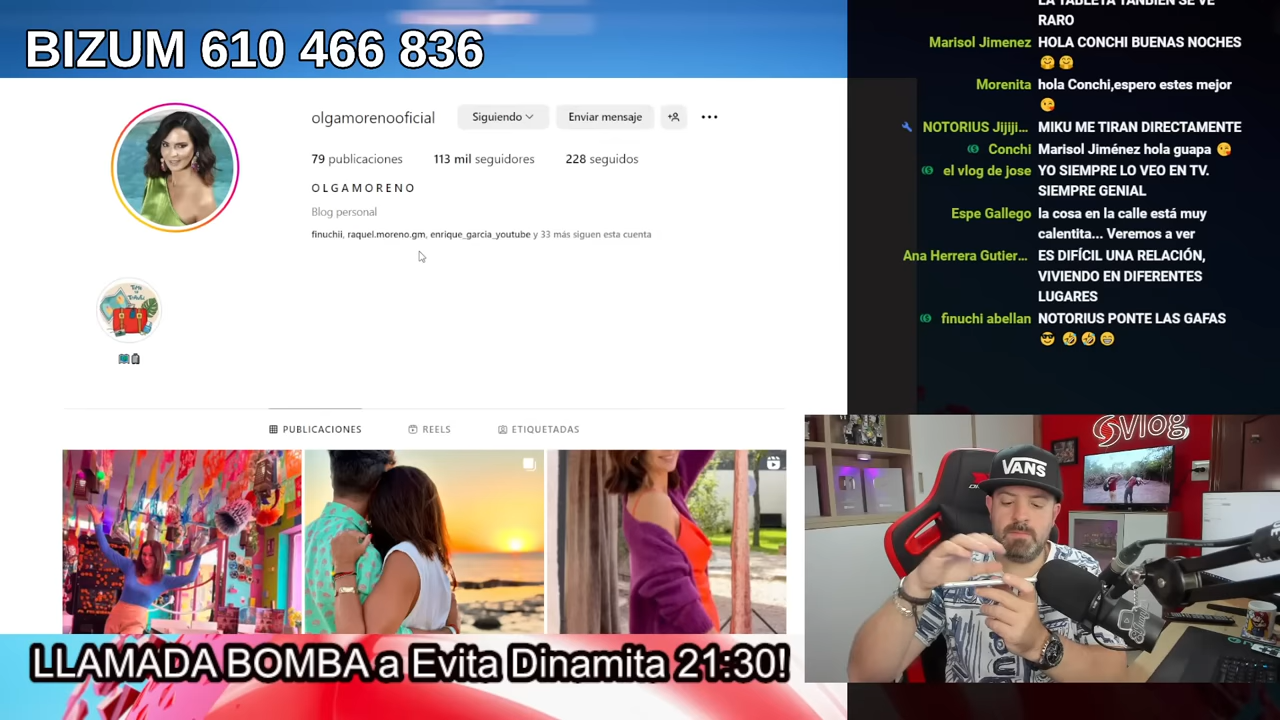 BIZUM 610 466 836
olgamorenooficial Siguiendo Enviar mensaje
79 publicaciones 113 mil seguidores 228 seguidos
OLGAMORENO
Blog personal
finuchii, raquel.moreno.gm, enrique_garcia_youtube y 33 más siguen esta cuenta
PUBLICACIONES REELS ETIQUETADAS
LLAMADA BOMBA a Evita Dinamita 21:30!
LA TABLETA TANBIEN SE VE
RARO
Marisol Jimenez HOLA CONCHI BUENAS NOCHES
🤗🤗
Morenita hola Conchi,espero estes mejor
😘
NOTORIUS Jijiji... MIKU ME TIRAN DIRECTAMENTE
Conchi Marisol Jiménez hola guapa 😘
el vlog de jose YO SIEMPRE LO VEO EN TV.
SIEMPRE GENIAL
Espe Gallego la cosa en la calle está muy
calentita... Veremos a ver
Ana Herrera Gutier... ES DIFÍCIL UNA RELACIÓN,
VIVIENDO EN DIFERENTES
LUGARES
finuchi abellan NOTORIUS PONTE LAS GAFAS
😎 🤣🤣😁
Vlog
VANS